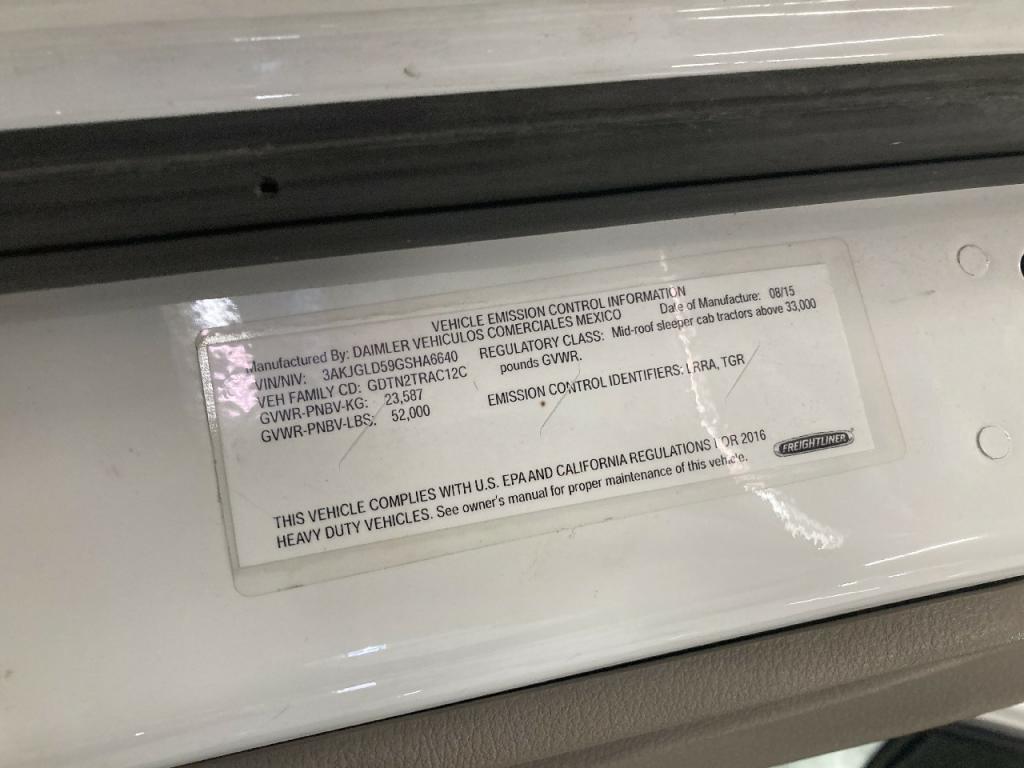 VEHICLE EMISSION CONTROL INFORMATION
Manufactured By: DAIMLER VEHICULOS COMERCIALES MEXICO Date of Manufacture: 08/15
VIN/NIV: 3AKJGLD59GSHA6640 REGULATORY CLASS: Mid-roof sleeper cab tractors above 33,000
VEH FAMILY CD: GDTN2TRAC12C pounds GVWR.
GVWR-PNBV-KG: 23,587
GVWR-PNBV-LBS: 52,000 EMISSION CONTROL IDENTIFIERS: LRRA, TGR
THIS VEHICLE COMPLIES WITH U.S. EPA AND CALIFORNIA REGULATIONS FOR 2016
HEAVY DUTY VEHICLES. See owner's manual for proper maintenance of this vehicle.
FREIGHTLINER